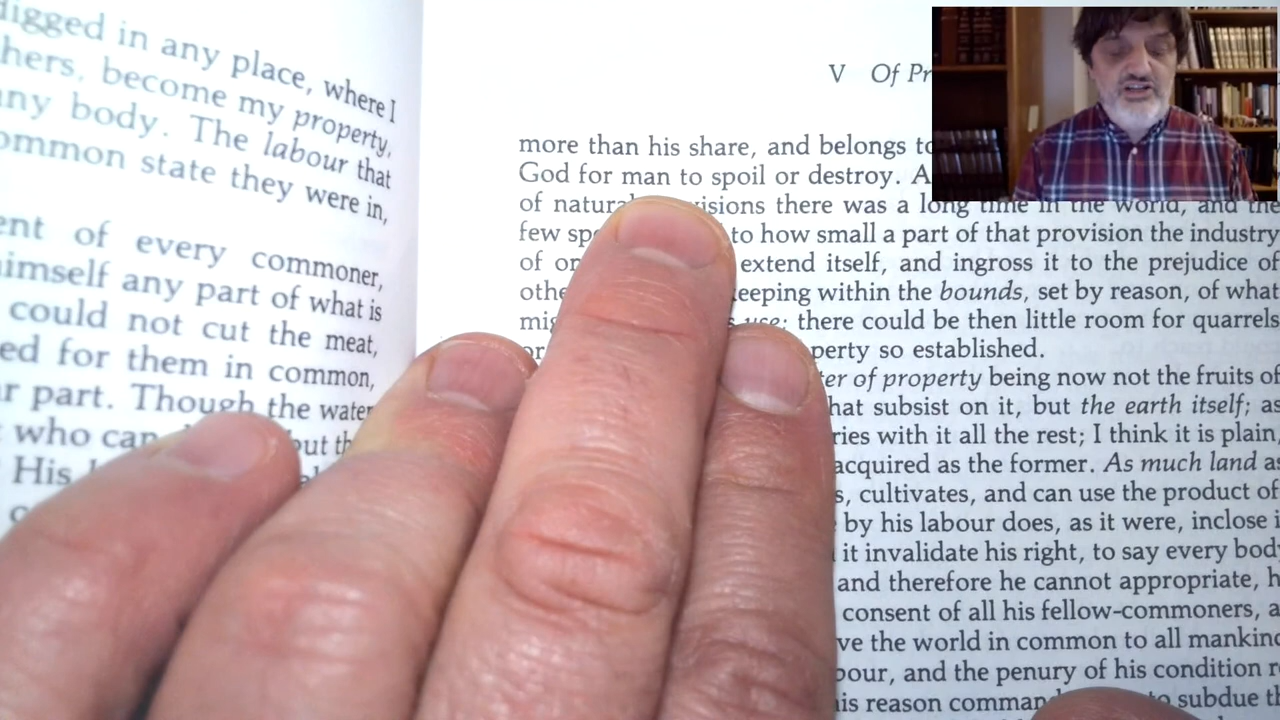 digged in any place, where I
hers, become my property,
any body. The labour that
ommon state they were in,
ent of every commoner,
imself any part of what is
could not cut the meat,
ed for them in common,
r part. Though the water
who can but th
His
V Of Pr
more than his share, and belongs to
God for man to spoil or destroy. A
of natural visions there was a long time in the world, and the
few sp to how small a part of that provision the industry
of on extend itself, and ingross it to the prejudice of
othe keeping within the bounds, set by reason, of what
mig use; there could be then little room for quarrels
or perty so established.
ter of property being now not the fruits of
hat subsist on it, but the earth itself; as
ries with it all the rest; I think it is plain,
acquired as the former. As much land as
s, cultivates, and can use the product of
by his labour does, as it were, inclose i
it invalidate his right, to say every body
and therefore he cannot appropriate, h
consent of all his fellow-commoners, a
ve the world in common to all mankind
bour, and the penury of his condition r
is reason comman to subdue th